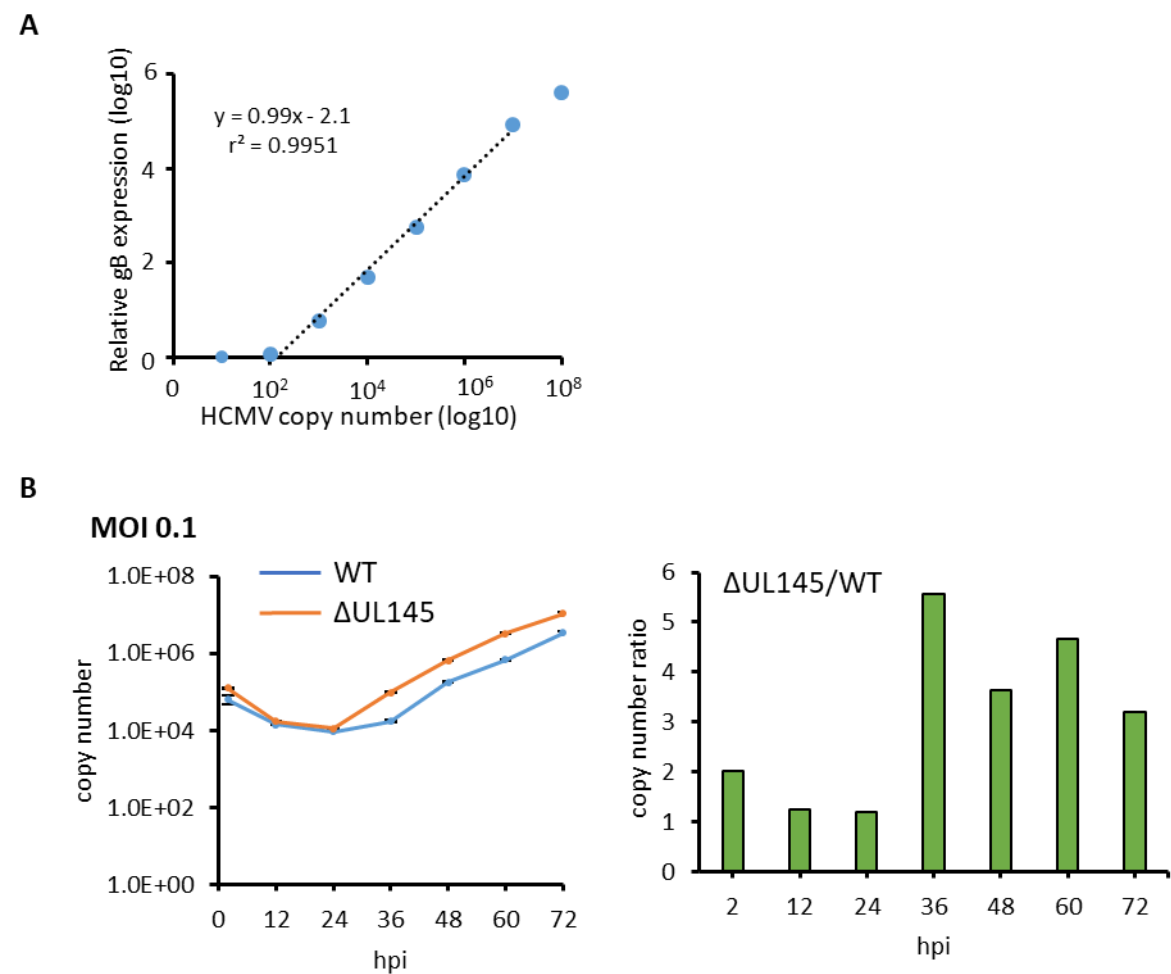 A
Relative gB expression (log10)
6
4
2
0
y = 0.99x - 2.1
r² = 0.9951
0 10² 10⁴ 10⁶ 10⁸
HCMV copy number (log10)
B
MOI 0.1
WT
ΔUL145
copy number
1.0E+08
1.0E+06
1.0E+04
1.0E+02
1.0E+00
0 12 24 36 48 60 72
hpi
ΔUL145/WT
copy number ratio
6
5
4
3
2
1
0
2 12 24 36 48 60 72
hpi